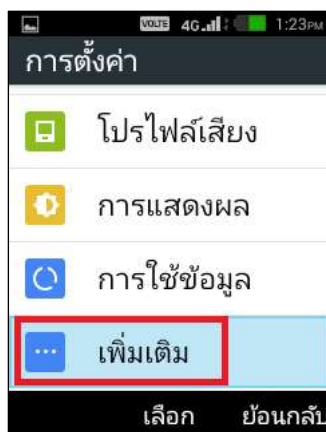 VOLTE 4G 1:23PM
การตั้งค่า
โปรไฟล์เสียง
การแสดงผล
การใช้ข้อมูล
เพิ่มเติม
เลือก ย้อนกลับ